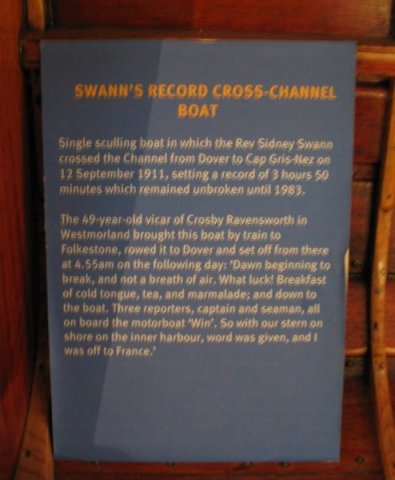 SWANN'S RECORD CROSS-CHANNEL
BOAT
Single sculling boat in which the Rev Sidney Swann
crossed the Channel from Dover to Cap Gris-Nez on
12 September 1911, setting a record of 3 hours 50
minutes which remained unbroken until 1983.
The 49-year-old vicar of Crosby Ravensworth in
Westmorland brought this boat by train to
Folkestone, rowed it to Dover and set off from there
at 4.55am on the following day: 'Dawn beginning to
break, and not a breath of air. What luck! Breakfast
of cold tongue, tea, and marmalade; and down to
the boat. Three reporters, captain and seaman, all
on board the motorboat 'Win'. So with our stern on
shore on the inner harbour, word was given, and I
was off to France.'